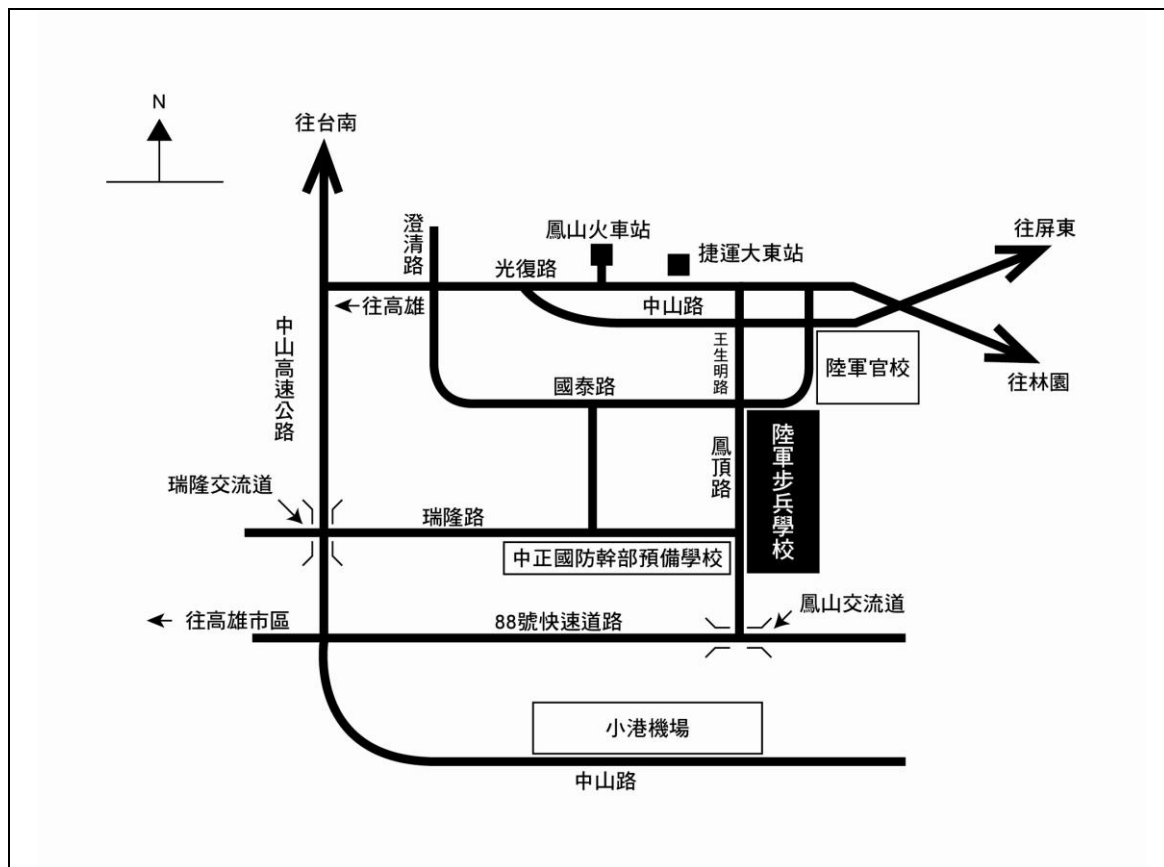 N
往台南
澄清路
鳳山火車站
捷運大東站
往屏東
光復路
往高雄
中山路
中山高速公路
王生明路
陸軍官校
往林園
國泰路
鳳頂路
陸軍步兵學校
瑞隆交流道
瑞隆路
中正國防幹部預備學校
鳳山交流道
往高雄市區
88號快速道路
小港機場
中山路